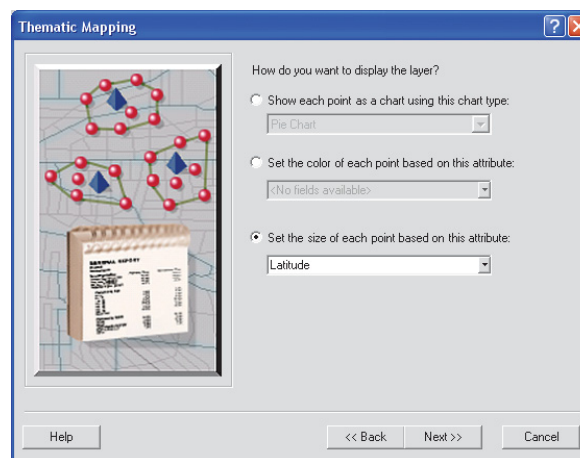 Thematic Mapping
How do you want to display the layer?
Show each point as a chart using this chart type:
Pie Chart
Set the color of each point based on this attribute:
<No fields available>
Set the size of each point based on this attribute:
Latitude
Help
<< Back
Next >>
Cancel